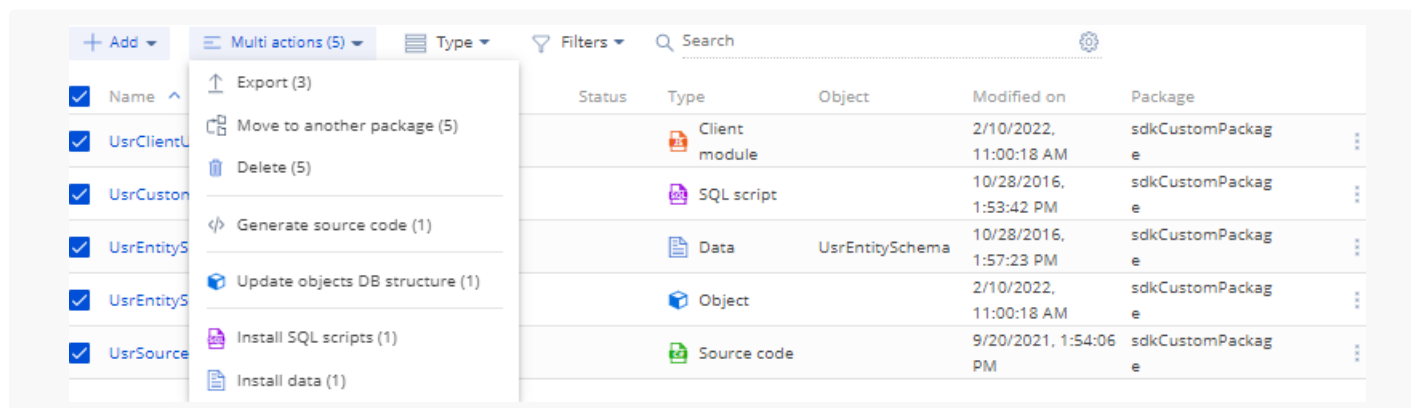 Add Multi actions (5) Type Filters Search
Export (3)
Name Status Type Object Modified on Package
Move to another package (5)
UsrClientU Client 2/10/2022, sdkCustomPackag
module 11:00:18 AM e
Delete (5)
UsrCustom SQL script 10/28/2016, sdkCustomPackag
1:53:42 PM e
Generate source code (1)
UsrEntityS Data UsrEntitySchema 10/28/2016, sdkCustomPackag
1:57:23 PM e
Update objects DB structure (1)
UsrEntityS Object 2/10/2022, sdkCustomPackag
11:00:18 AM e
Install SQL scripts (1)
UsrSource Source code 9/20/2021, 1:54:06 sdkCustomPackag
PM e
Install data (1)